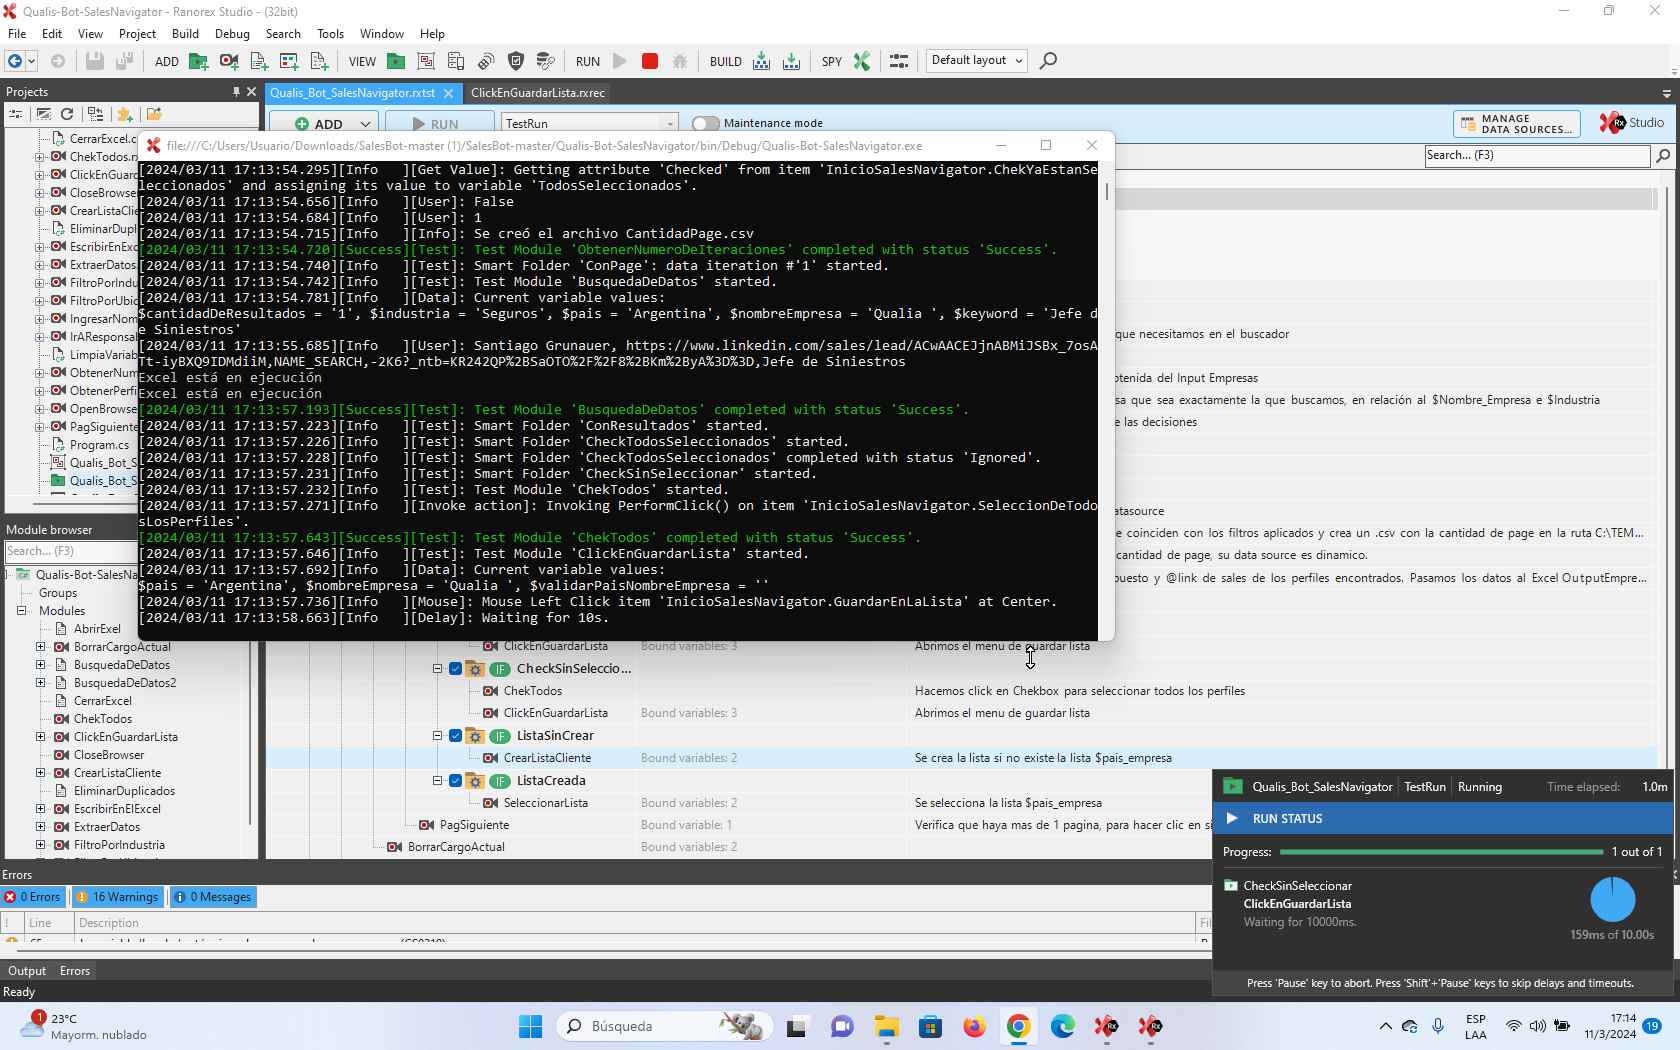 Qualis-Bot-SalesNavigator - Ranorex Studio - (32bit)
File Edit View Project Build Debug Search Tools Window Help
ADD VIEW RUN BUILD SPY Default layout
Projects
Qualis_Bot_SalesNavigator.rxtst ClickEnGuardarLista.rxrec
ADD RUN TestRun Maintenance mode
MANAGE
DATA SOURCES...
Studio
Search... (F3)
CerrarExcel.c
ChekTodos.r
ClickEnGuard
CloseBrowse
CrearListaClie
EliminarDupl
EscribirEnExc
ExtraerDatos.
FiltroPorIndu
FiltroPorUbic
IngresarNom
IrAResponsal
LimpiaVariab
ObtenerNum
ObtenerPerfi
OpenBrowse
PagSiguiente
Program.cs
Qualis_Bot_S
Qualis_Bot_S
file:///C:/Users/Usuario/Downloads/SalesBot-master (1)/SalesBot-master/Qualis-Bot-SalesNavigator/bin/Debug/Qualis-Bot-SalesNavigator.exe
[2024/03/11 17:13:54.295][Info   ][Get Value]: Getting attribute 'Checked' from item 'InicioSalesNavigator.ChekYaEstanSe
leccionados' and assigning its value to variable 'TodosSeleccionados'.
[2024/03/11 17:13:54.656][Info   ][User]: False
[2024/03/11 17:13:54.684][Info   ][User]: 1
[2024/03/11 17:13:54.715][Info   ][Info]: Se creó el archivo CantidadPage.csv
[2024/03/11 17:13:54.720][Success][Test]: Test Module 'ObtenerNumeroDeIteraciones' completed with status 'Success'.
[2024/03/11 17:13:54.740][Info   ][Test]: Smart Folder 'ConPage': data iteration #'1' started.
[2024/03/11 17:13:54.742][Info   ][Test]: Test Module 'BusquedaDeDatos' started.
[2024/03/11 17:13:54.781][Info   ][Data]: Current variable values:
$cantidadDeResultados = '1', $industria = 'Seguros', $pais = 'Argentina', $nombreEmpresa = 'Qualia ', $keyword = 'Jefe d
e Siniestros'
[2024/03/11 17:13:55.685][Info   ][User]: Santiago Grunauer, https://www.linkedin.com/sales/lead/ACwAACEJjnABMiJSBx_7osA
Tt-iyBXQ9IDMdiiM,NAME_SEARCH,-2K6?_ntb=KR242QP%2BSaOTO%2F%2F8%2BKm%2ByA%3D%3D,Jefe de Siniestros
Excel está en ejecución
Excel está en ejecución
[2024/03/11 17:13:57.193][Success][Test]: Test Module 'BusquedaDeDatos' completed with status 'Success'.
[2024/03/11 17:13:57.223][Info   ][Test]: Smart Folder 'ConResultados' started.
[2024/03/11 17:13:57.226][Info   ][Test]: Smart Folder 'CheckTodosSeleccionados' started.
[2024/03/11 17:13:57.228][Info   ][Test]: Smart Folder 'CheckTodosSeleccionados' completed with status 'Ignored'.
[2024/03/11 17:13:57.231][Info   ][Test]: Smart Folder 'CheckSinSeleccionar' started.
[2024/03/11 17:13:57.232][Info   ][Test]: Test Module 'ChekTodos' started.
[2024/03/11 17:13:57.271][Info   ][Invoke action]: Invoking PerformClick() on item 'InicioSalesNavigator.SeleccionDeTodo
sLosPerfiles'.
[2024/03/11 17:13:57.643][Success][Test]: Test Module 'ChekTodos' completed with status 'Success'.
[2024/03/11 17:13:57.646][Info   ][Test]: Test Module 'ClickEnGuardarLista' started.
[2024/03/11 17:13:57.692][Info   ][Data]: Current variable values:
$pais = 'Argentina', $nombreEmpresa = 'Qualia ', $validarPaisNombreEmpresa = ''
[2024/03/11 17:13:57.736][Info   ][Mouse]: Mouse Left Click item 'InicioSalesNavigator.GuardarEnLaLista' at Center.
[2024/03/11 17:13:58.663][Info   ][Delay]: Waiting for 10s.
que necesitamos en el buscador
otenida del Input Empresas
sa que sea exactamente la que buscamos, en relación al $Nombre_Empresa e $Industria
e las decisiones
atasource
e coinciden con los filtros aplicados y crea un .csv con la cantidad de page en la ruta C:\TEM...
cantidad de page, su data source es dinamico.
uesto y @link de sales de los perfiles encontrados. Pasamos los datos al Excel OutputEmpre...
ClickEnGuardarLista Bound variables: 3 Abrimos el menu de guardar lista
IF CheckSinSeleccio...
ChekTodos Hacemos click en Chekbox para seleccionar todos los perfiles
ClickEnGuardarLista Bound variables: 3 Abrimos el menu de guardar lista
IF ListaSinCrear
CrearListaCliente Bound variables: 2 Se crea la lista si no existe la lista $pais_empresa
IF ListaCreada
SeleccionarLista Bound variables: 2 Se selecciona la lista $pais_empresa
PagSiguiente Bound variable: 1 Verifica que haya mas de 1 pagina, para hacer clic en si
BorrarCargoActual Bound variables: 2
Module browser
Search... (F3)
Qualis-Bot-SalesNa
Groups
Modules
AbrirExel
BorrarCargoActual
BusquedaDeDatos
BusquedaDeDatos2
CerrarExcel
ChekTodos
ClickEnGuardarLista
CloseBrowser
CrearListaCliente
EliminarDuplicados
EscribirEnElExcel
ExtraerDatos
FiltroPorIndustria
Qualis_Bot_SalesNavigator TestRun Running Time elapsed: 1.0m
RUN STATUS
Progress: 1 out of 1
CheckSinSeleccionar
ClickEnGuardarLista
Waiting for 10000ms.
159ms of 10.00s
Press 'Pause' key to abort. Press 'Shift'+'Pause' keys to skip delays and timeouts.
Errors
0 Errors 16 Warnings 0 Messages
! Line Description Fil
Output Errors
Ready
1
23°C
Mayorm. nublado
Búsqueda
ESP
LAA
17:14
11/3/2024
19